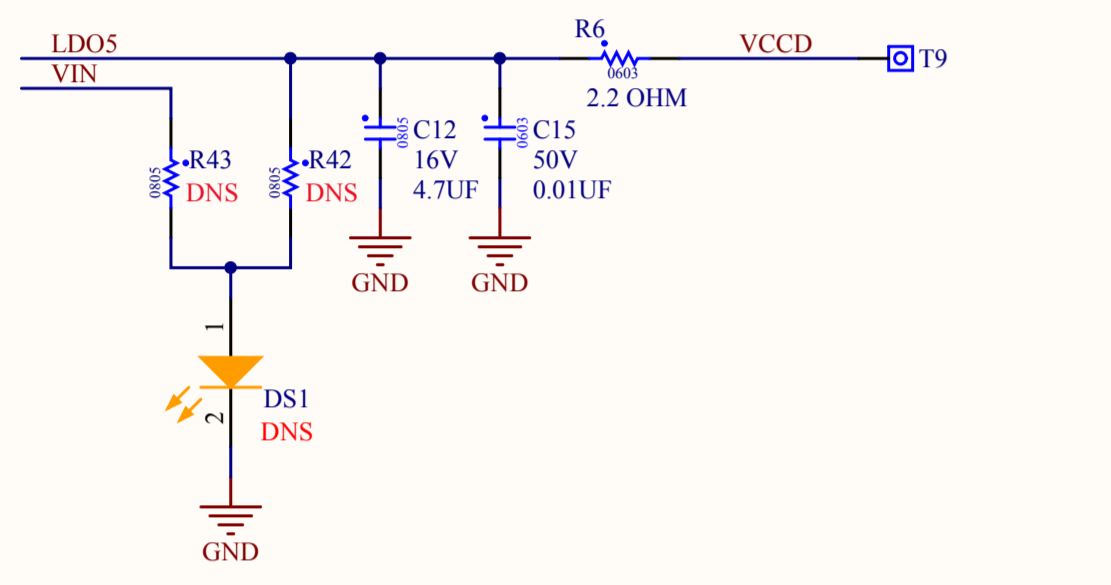 LDO5
VIN
R6
0603
2.2 OHM
VCCD
T9
0805
R43
DNS
0805
R42
DNS
0805
C12
16V
4.7UF
0603
C15
50V
0.01UF
GND
GND
1
2
DS1
DNS
GND